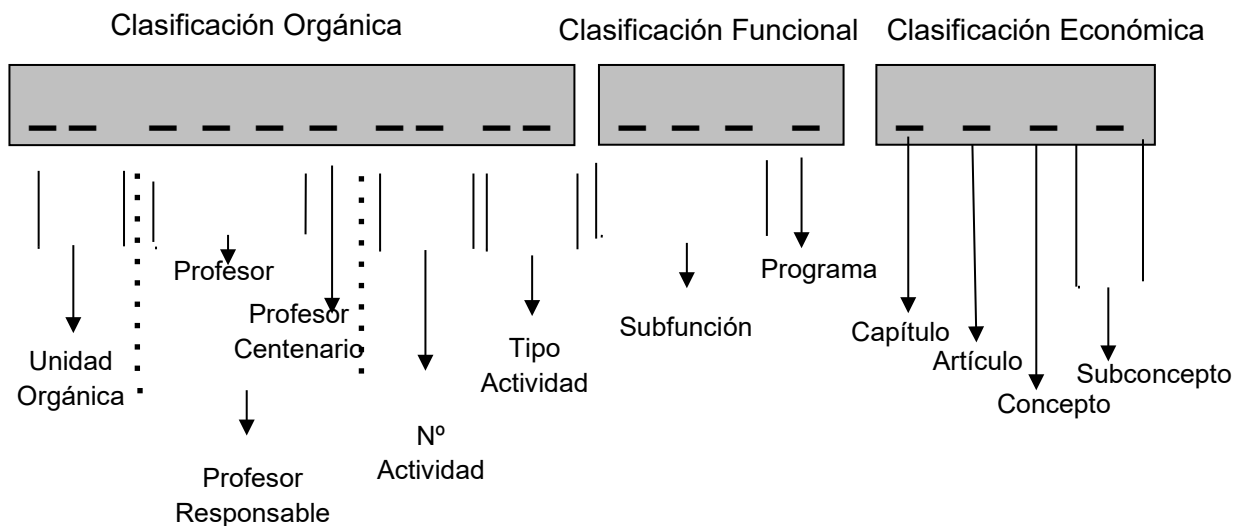 Clasificación Orgánica
Clasificación Funcional
Clasificación Económica
Profesor
Programa
Profesor
Centenario
Unidad
Orgánica
Tipo
Actividad
Subfunción
Capítulo
Artículo
Subconcepto
Concepto
Nº
Actividad
Profesor
Responsable